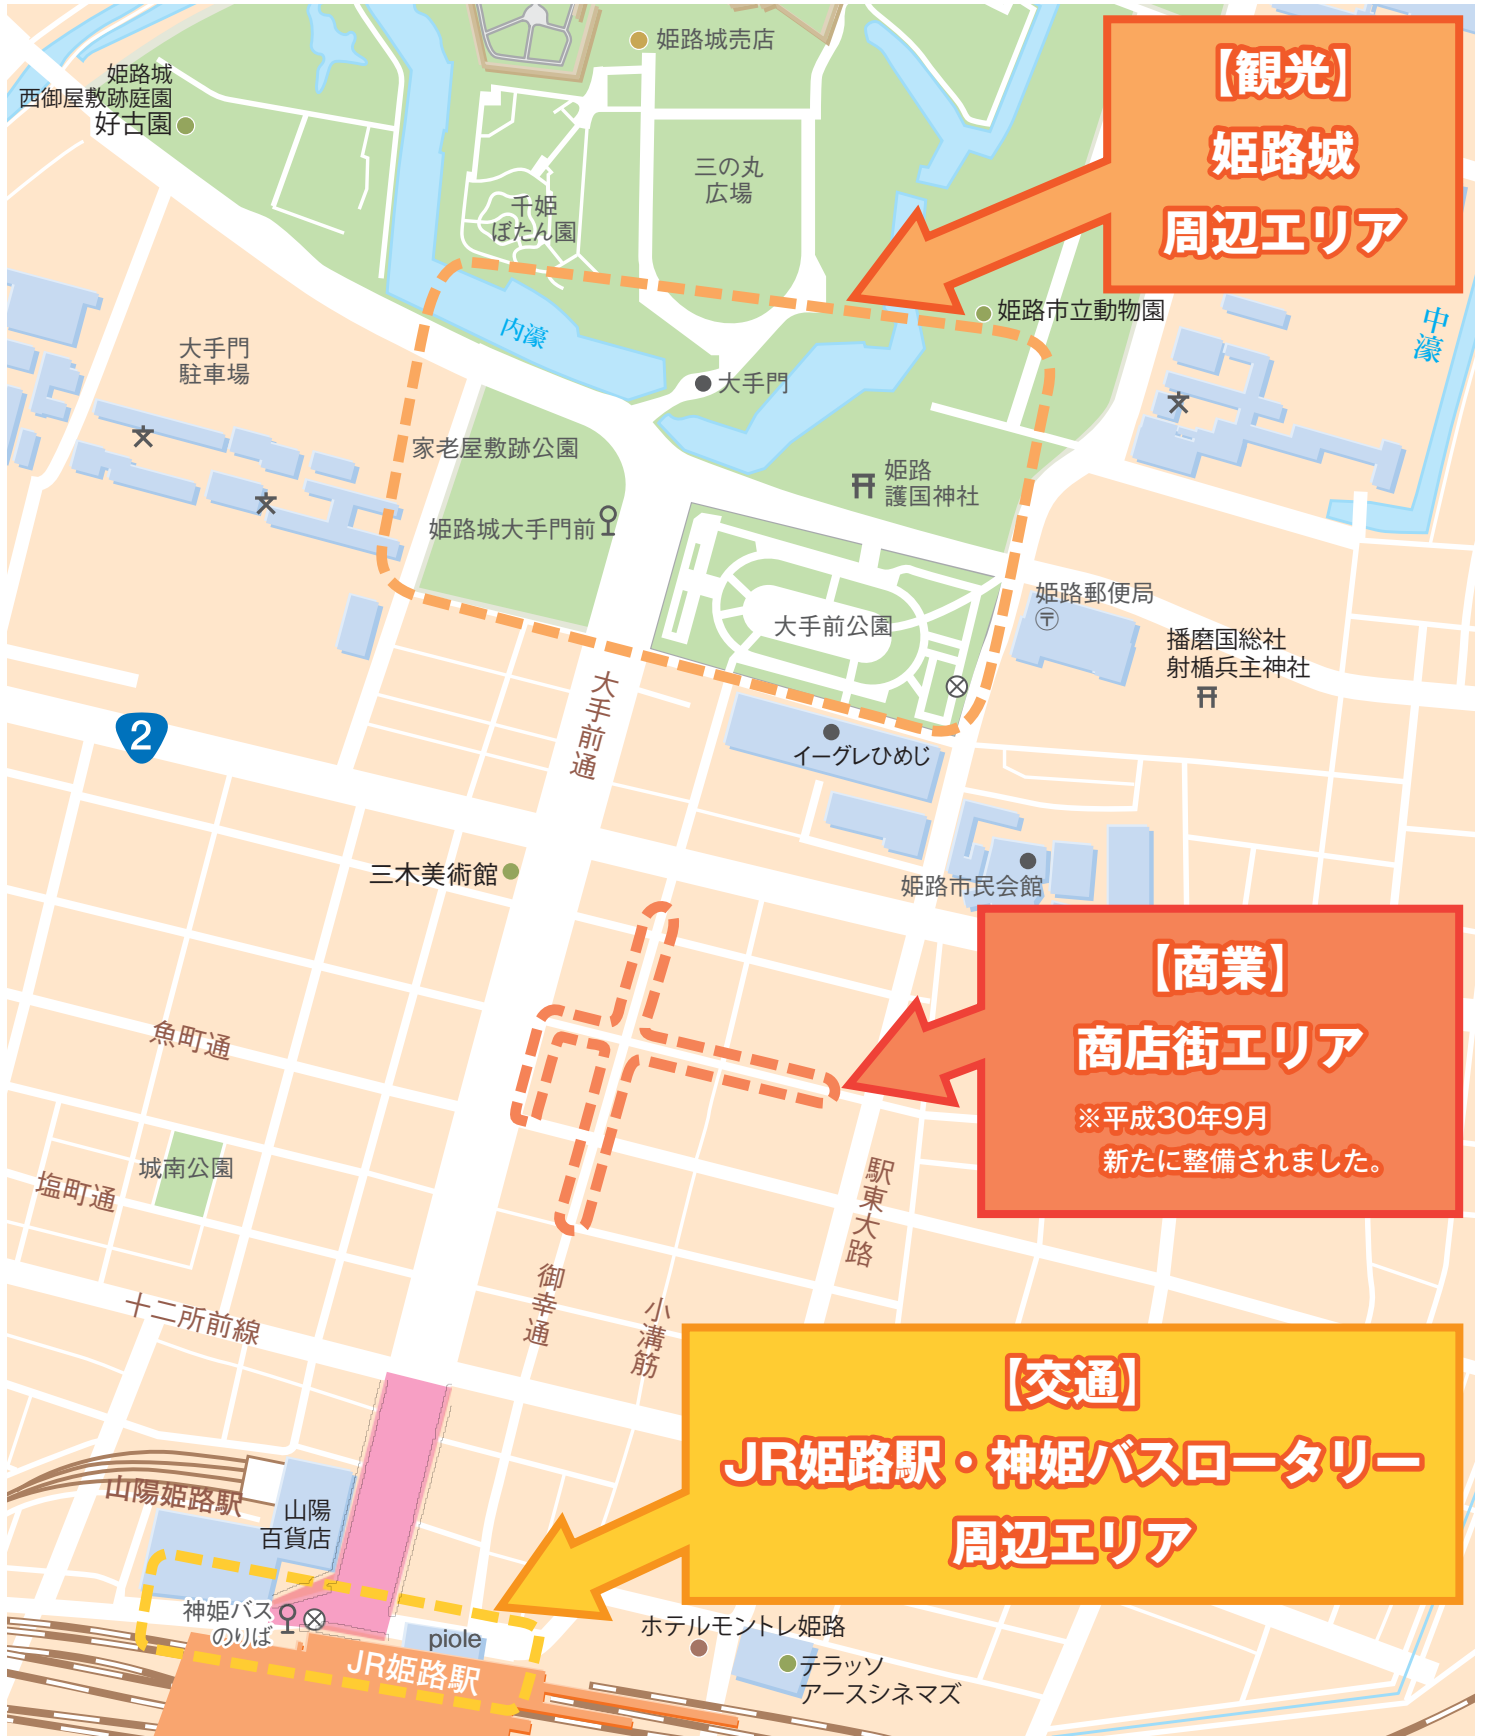 姫路城売店
【観光】
姫路城
周辺エリア
姫路城
西御屋敷跡庭園
好古園
三の丸
広場
千姫
ぼたん園
姫路市立動物園
中濠
内濠
大手門
駐車場
大手門
家老屋敷跡公園
姫路
護国神社
姫路城大手門前
姫路郵便局
〒
大手前公園
播磨国総社
射楯兵主神社
大手前通
2
イーグレひめじ
三木美術館
姫路市民会館
【商業】
商店街エリア
※平成30年9月
新たに整備されました。
魚町通
城南公園
塩町通
駅東大路
御幸通
小溝筋
十二所前線
【交通】
JR姫路駅・神姫バスロータリー
周辺エリア
山陽姫路駅
山陽
百貨店
神姫バス
のりば
piole
JR姫路駅
ホテルモントレ姫路
テラッソ
アースシネマズ